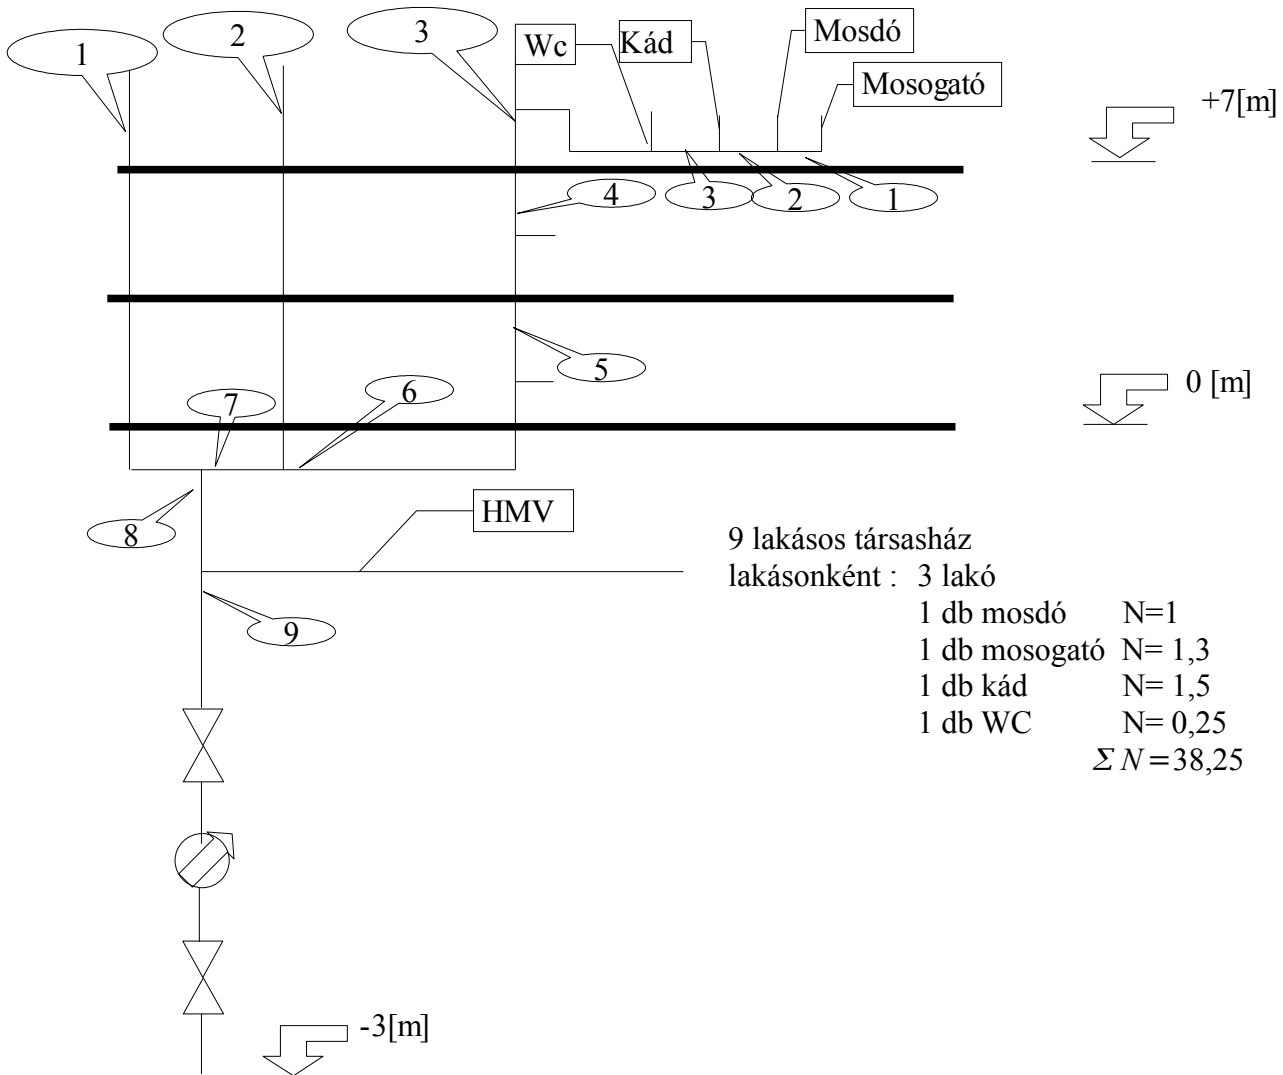 1
2
3
Wc
Kád
Mosdó
Mosogató
+7[m]
4
3
2
1
5
6
7
0 [m]
8
HMV
9
9 lakásos társasház
lakásonként : 3 lakó
1 db mosdó N=1
1 db mosogató N= 1,3
1 db kád N= 1,5
1 db WC N= 0,25
Σ N =38,25
-3[m]